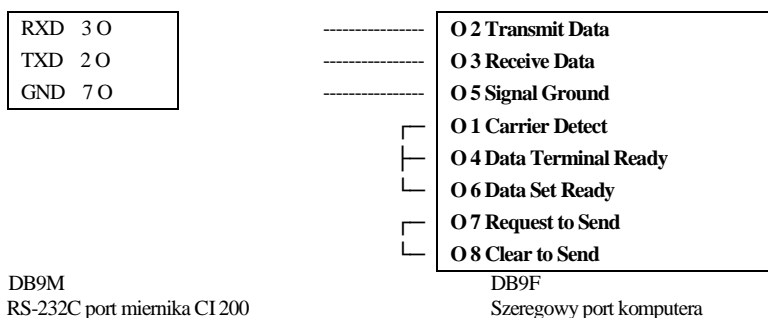 RXD 3 O ---------------- O 2 Transmit Data
TXD 2 O ---------------- O 3 Receive Data
GND 7 O ---------------- O 5 Signal Ground
O 1 Carrier Detect
O 4 Data Terminal Ready
O 6 Data Set Ready
O 7 Request to Send
O 8 Clear to Send
DB9M DB9F
RS-232C port miernika CI 200 Szeregowy port komputera